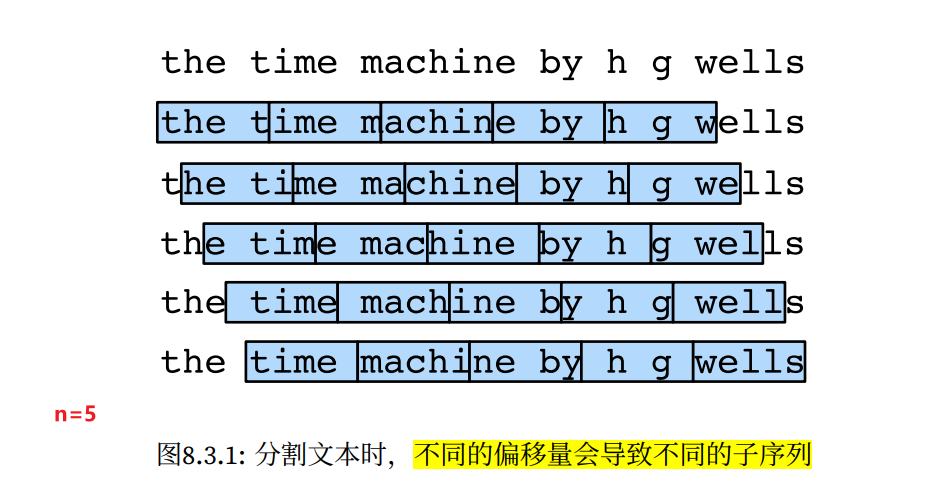 the time machine by h g wells
the time machine by h g wells
the time machine by h g wells
the time machine by h g wells
the time machine by h g wells
the time machine by h g wells
n=5
图8.3.1: 分割文本时，不同的偏移量会导致不同的子序列